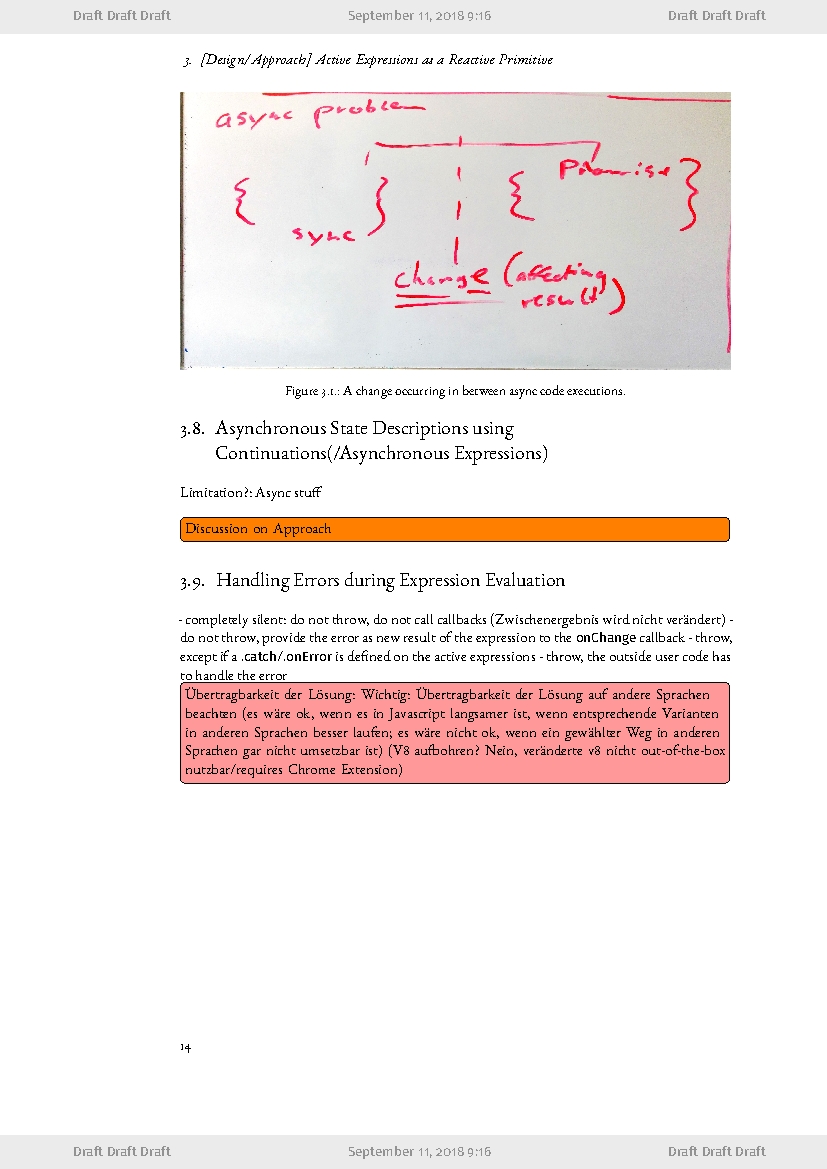 Draft Draft Draft September 11, 2018 9:16 Draft Draft Draft
3. [Design/Approach] Active Expressions as a Reactive Primitive
async problem
{ } { Promise }
sync
change (affecting
result)
Figure 3.1.: A change occurring in between async code executions.
3.8. Asynchronous State Descriptions using
Continuations(/Asynchronous Expressions)
Limitation?: Async stuff
Discussion on Approach
3.9. Handling Errors during Expression Evaluation
- completely silent: do not throw, do not call callbacks (Zwischenergebnis wird nicht verändert) -
do not throw, provide the error as new result of the expression to the onChange callback - throw,
except if a .catch/.onError is defined on the active expressions - throw, the outside user code has
to handle the error
Übertragbarkeit der Lösung: Wichtig: Übertragbarkeit der Lösung auf andere Sprachen
beachten (es wäre ok, wenn es in Javascript langsamer ist, wenn entsprechende Varianten
in anderen Sprachen besser laufen; es wäre nicht ok, wenn ein gewählter Weg in anderen
Sprachen gar nicht umsetzbar ist) (V8 aufbohren? Nein, veränderte v8 nicht out-of-the-box
nutzbar/requires Chrome Extension)
14
Draft Draft Draft September 11, 2018 9:16 Draft Draft Draft